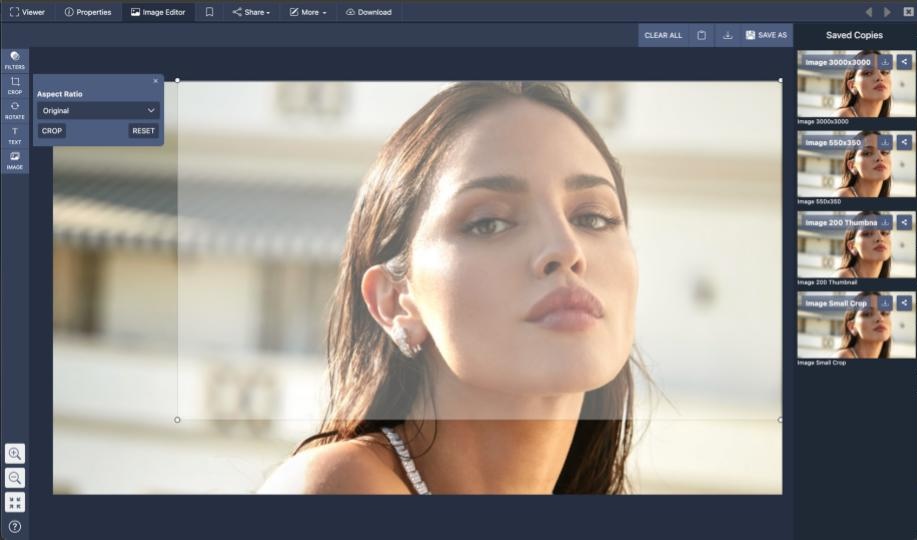 Viewer Properties Image Editor Share More Download
CLEAR ALL SAVE AS Saved Copies
FILTERS
CROP
ROTATE
TEXT
IMAGE
Aspect Ratio
Original
CROP RESET
Image 3000x3000
Image 3000x3000
Image 550x350
Image 550x350
Image 200 Thumbna
Image 200 Thumbnail
Image Small Crop
Image Small Crop